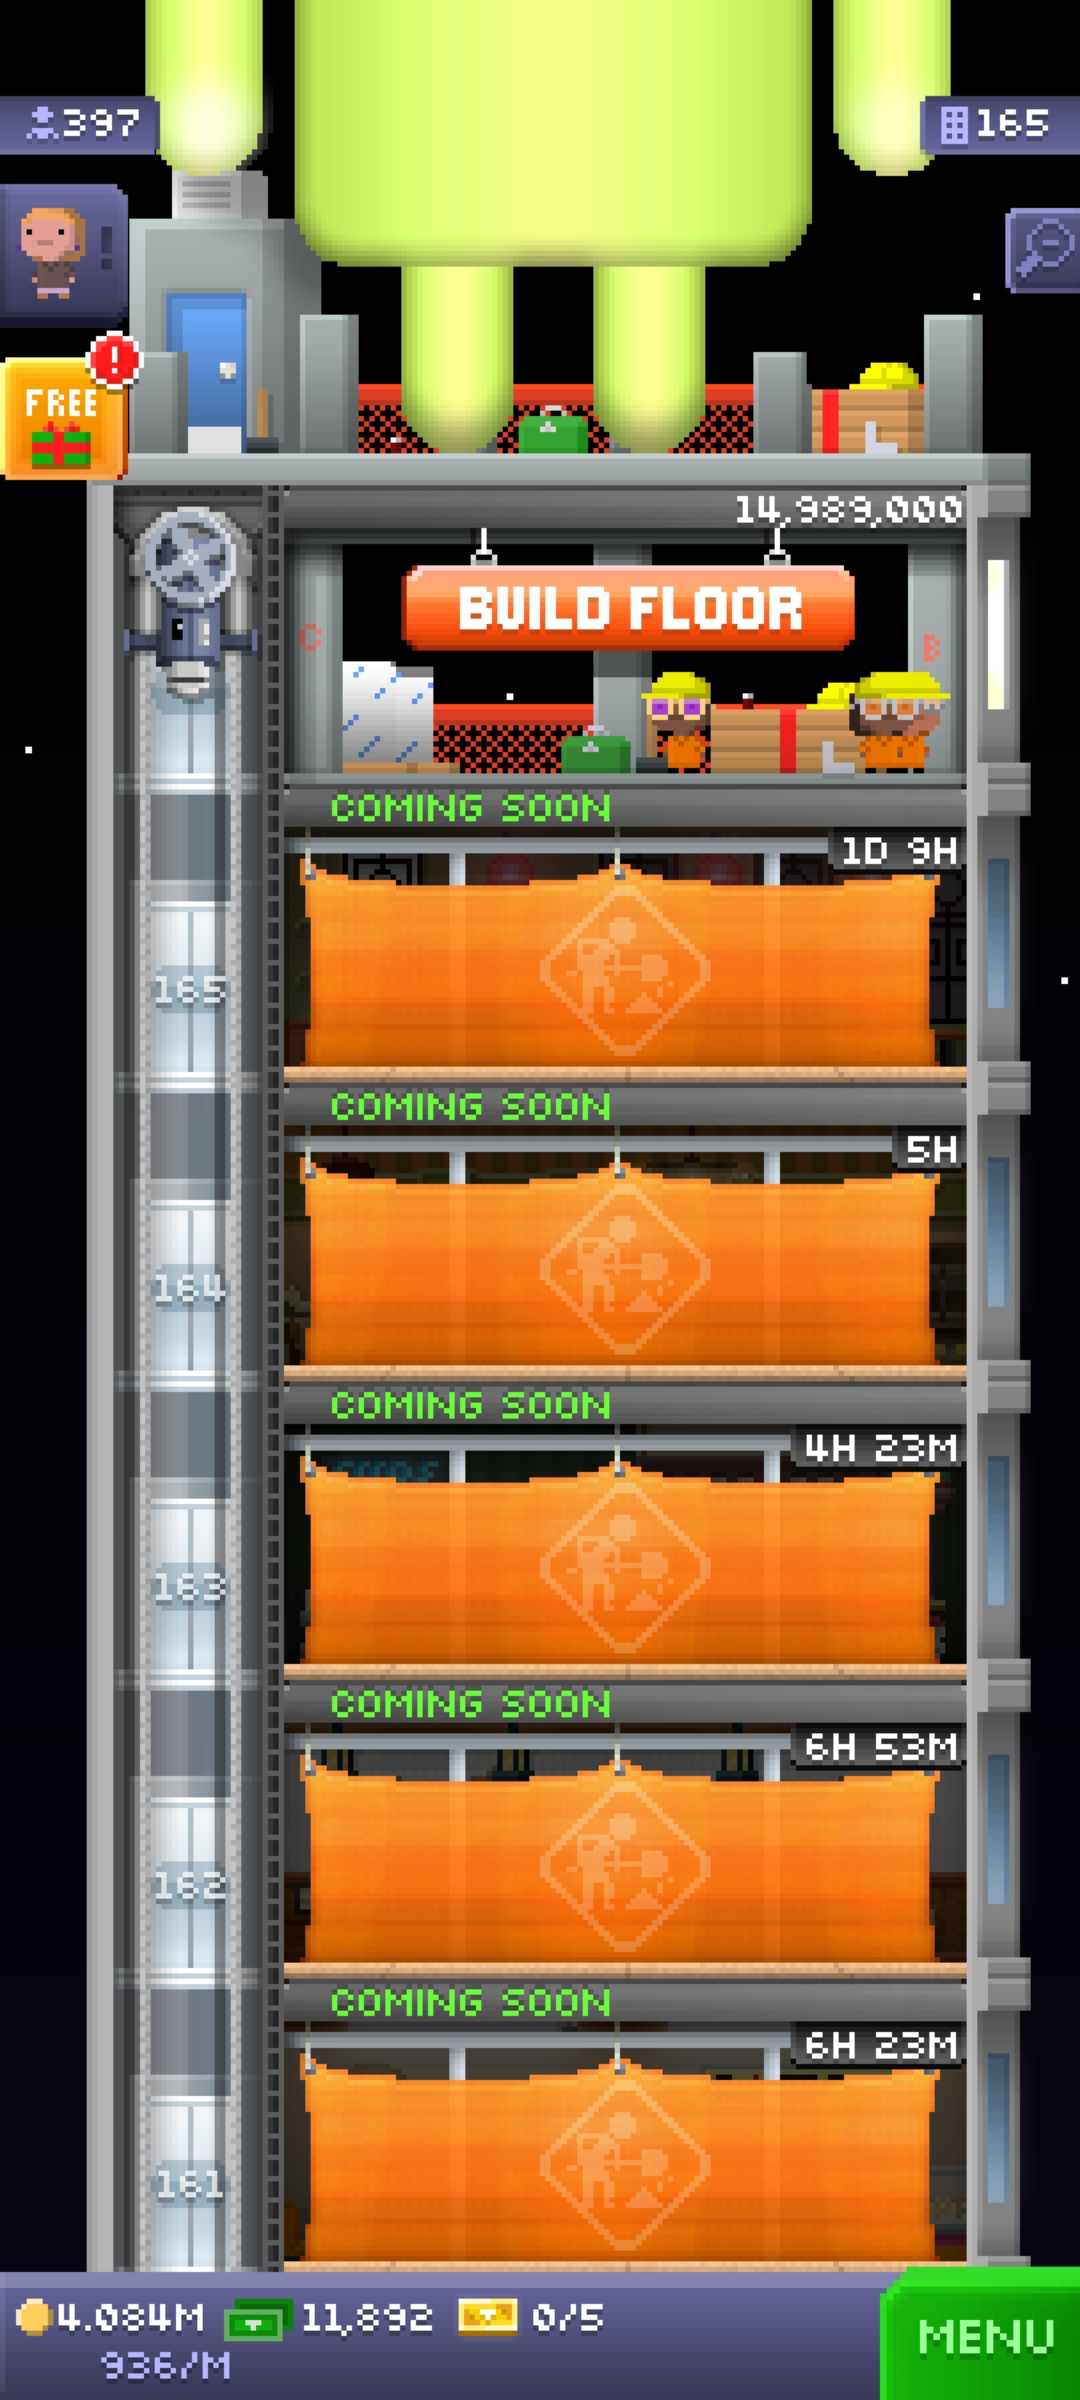 397
165
!
!
FREE
14,989,000
BUILD FLOOR
C
B
COMING SOON
1D 9H
165
COMING SOON
5H
164
COMING SOON
4H 23M
163
COMING SOON
6H 53M
162
COMING SOON
6H 23M
161
4.084M 11,892 0/5
936/M
MENU